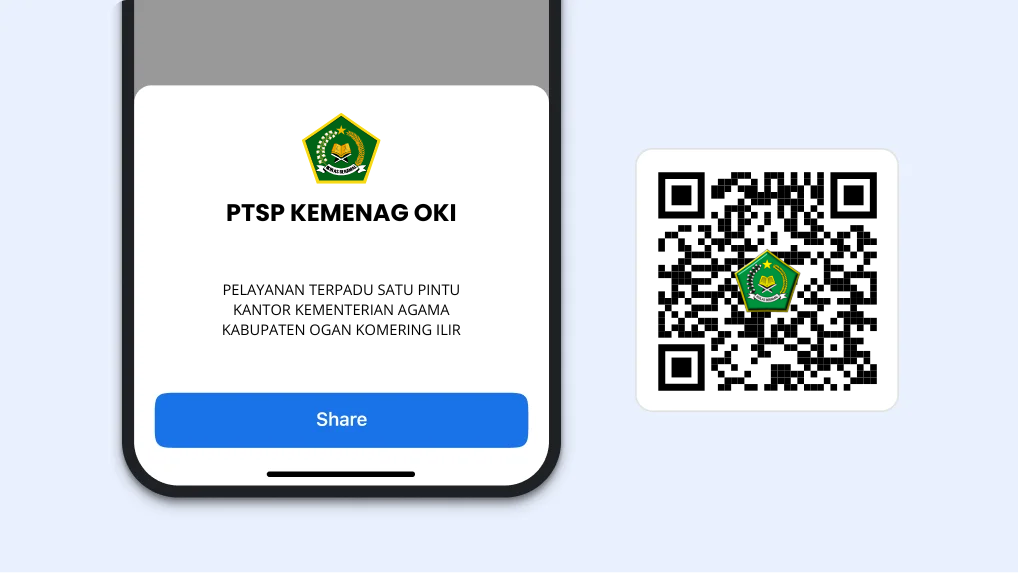 PTSP KEMENAG OKI
PELAYANAN TERPADU SATU PINTU
KANTOR KEMENTERIAN AGAMA
KABUPATEN OGAN KOMERING ILIR
Share